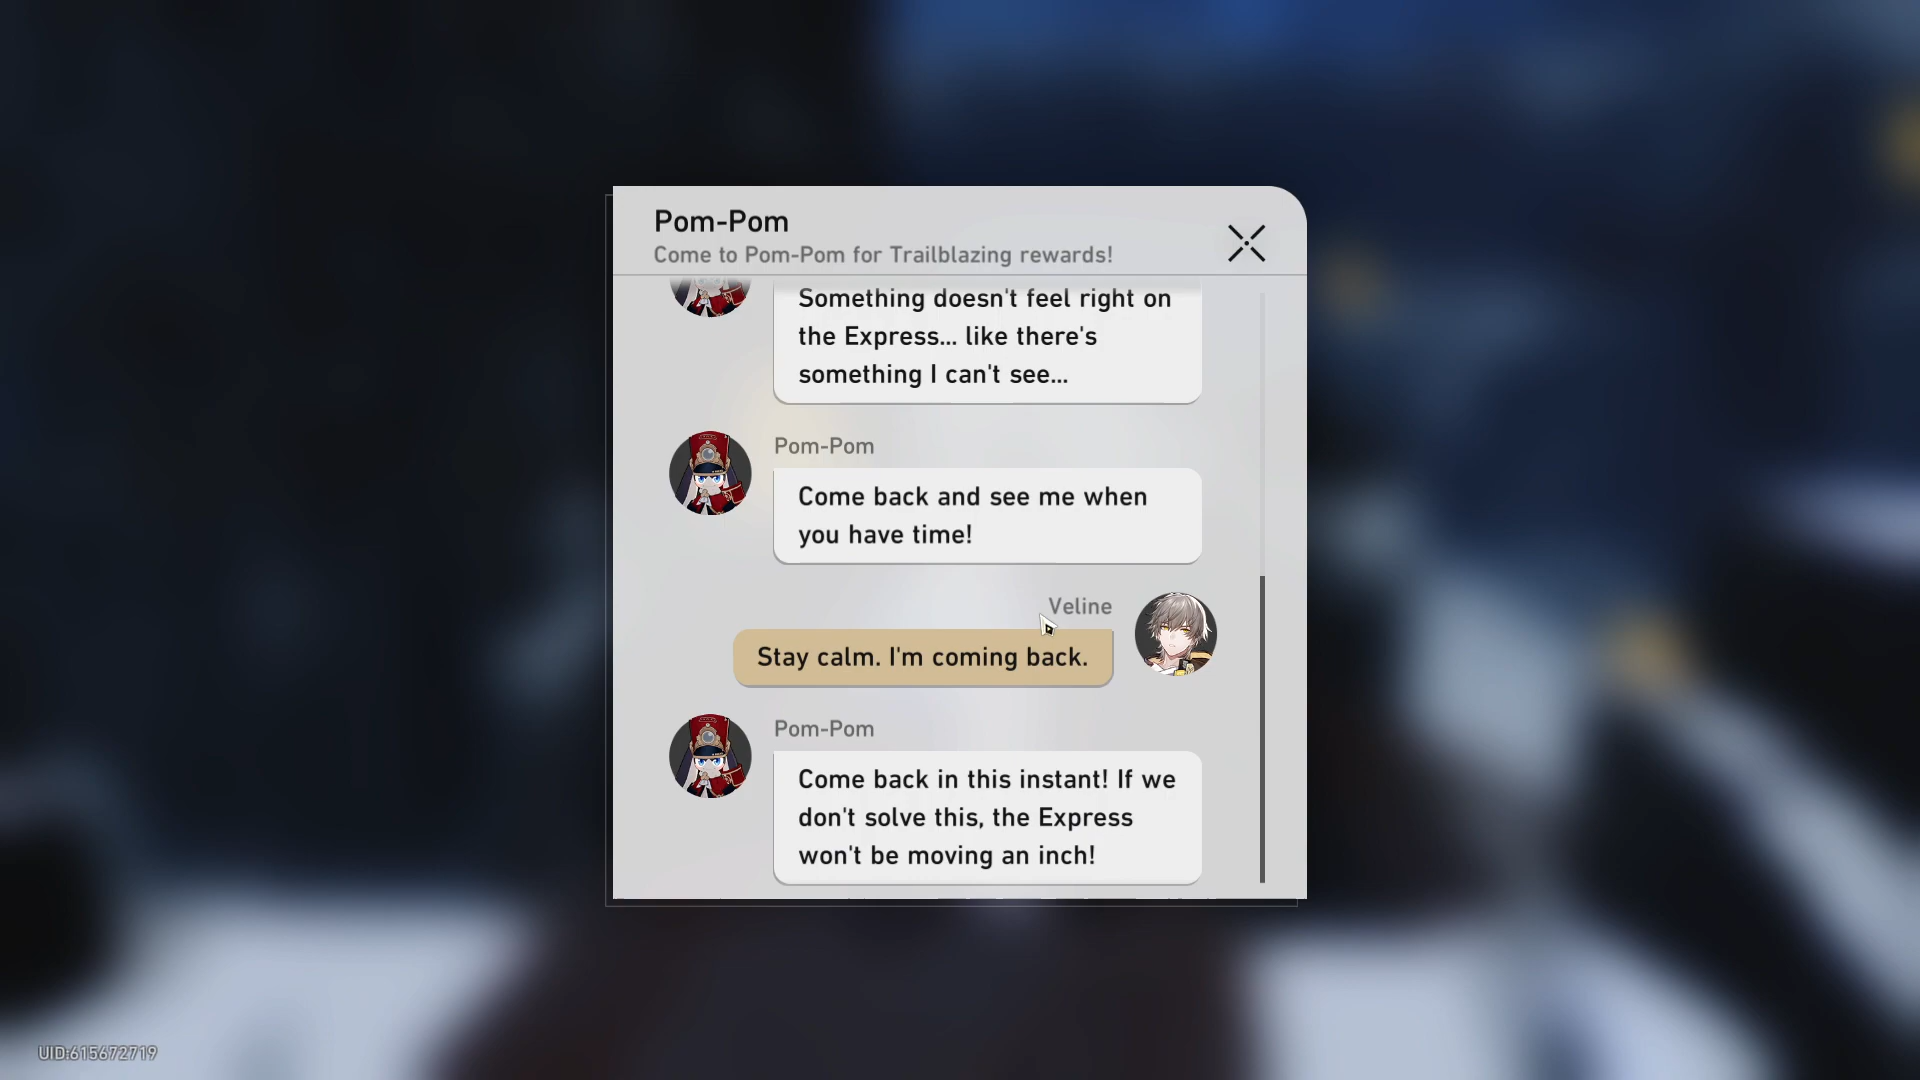 Pom-Pom
Come to Pom-Pom for Trailblazing rewards!
Something doesn't feel right on
the Express... like there's
something I can't see...
Pom-Pom
Come back and see me when
you have time!
Veline
Stay calm. I'm coming back.
Pom-Pom
Come back in this instant! If we
don't solve this, the Express
won't be moving an inch!
UID:615672719